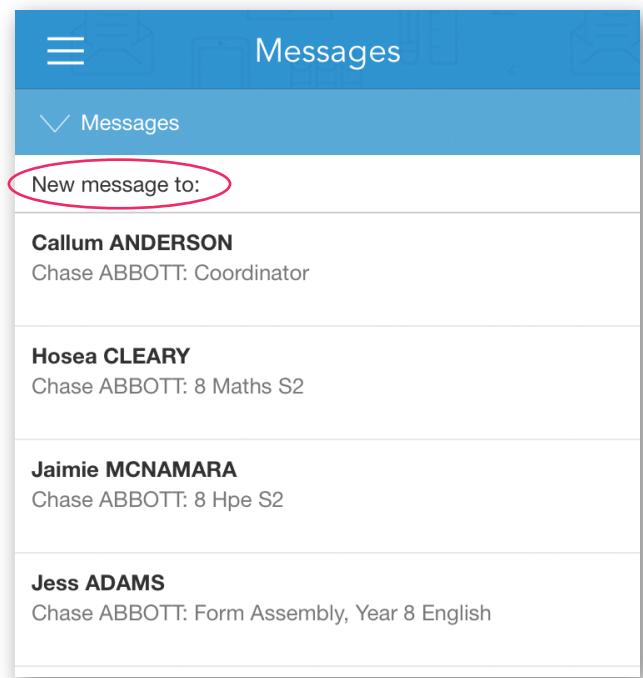 Messages
Messages
New message to:
Callum ANDERSON
Chase ABBOTT: Coordinator
Hosea CLEARY
Chase ABBOTT: 8 Maths S2
Jaimie MCNAMARA
Chase ABBOTT: 8 Hpe S2
Jess ADAMS
Chase ABBOTT: Form Assembly, Year 8 English